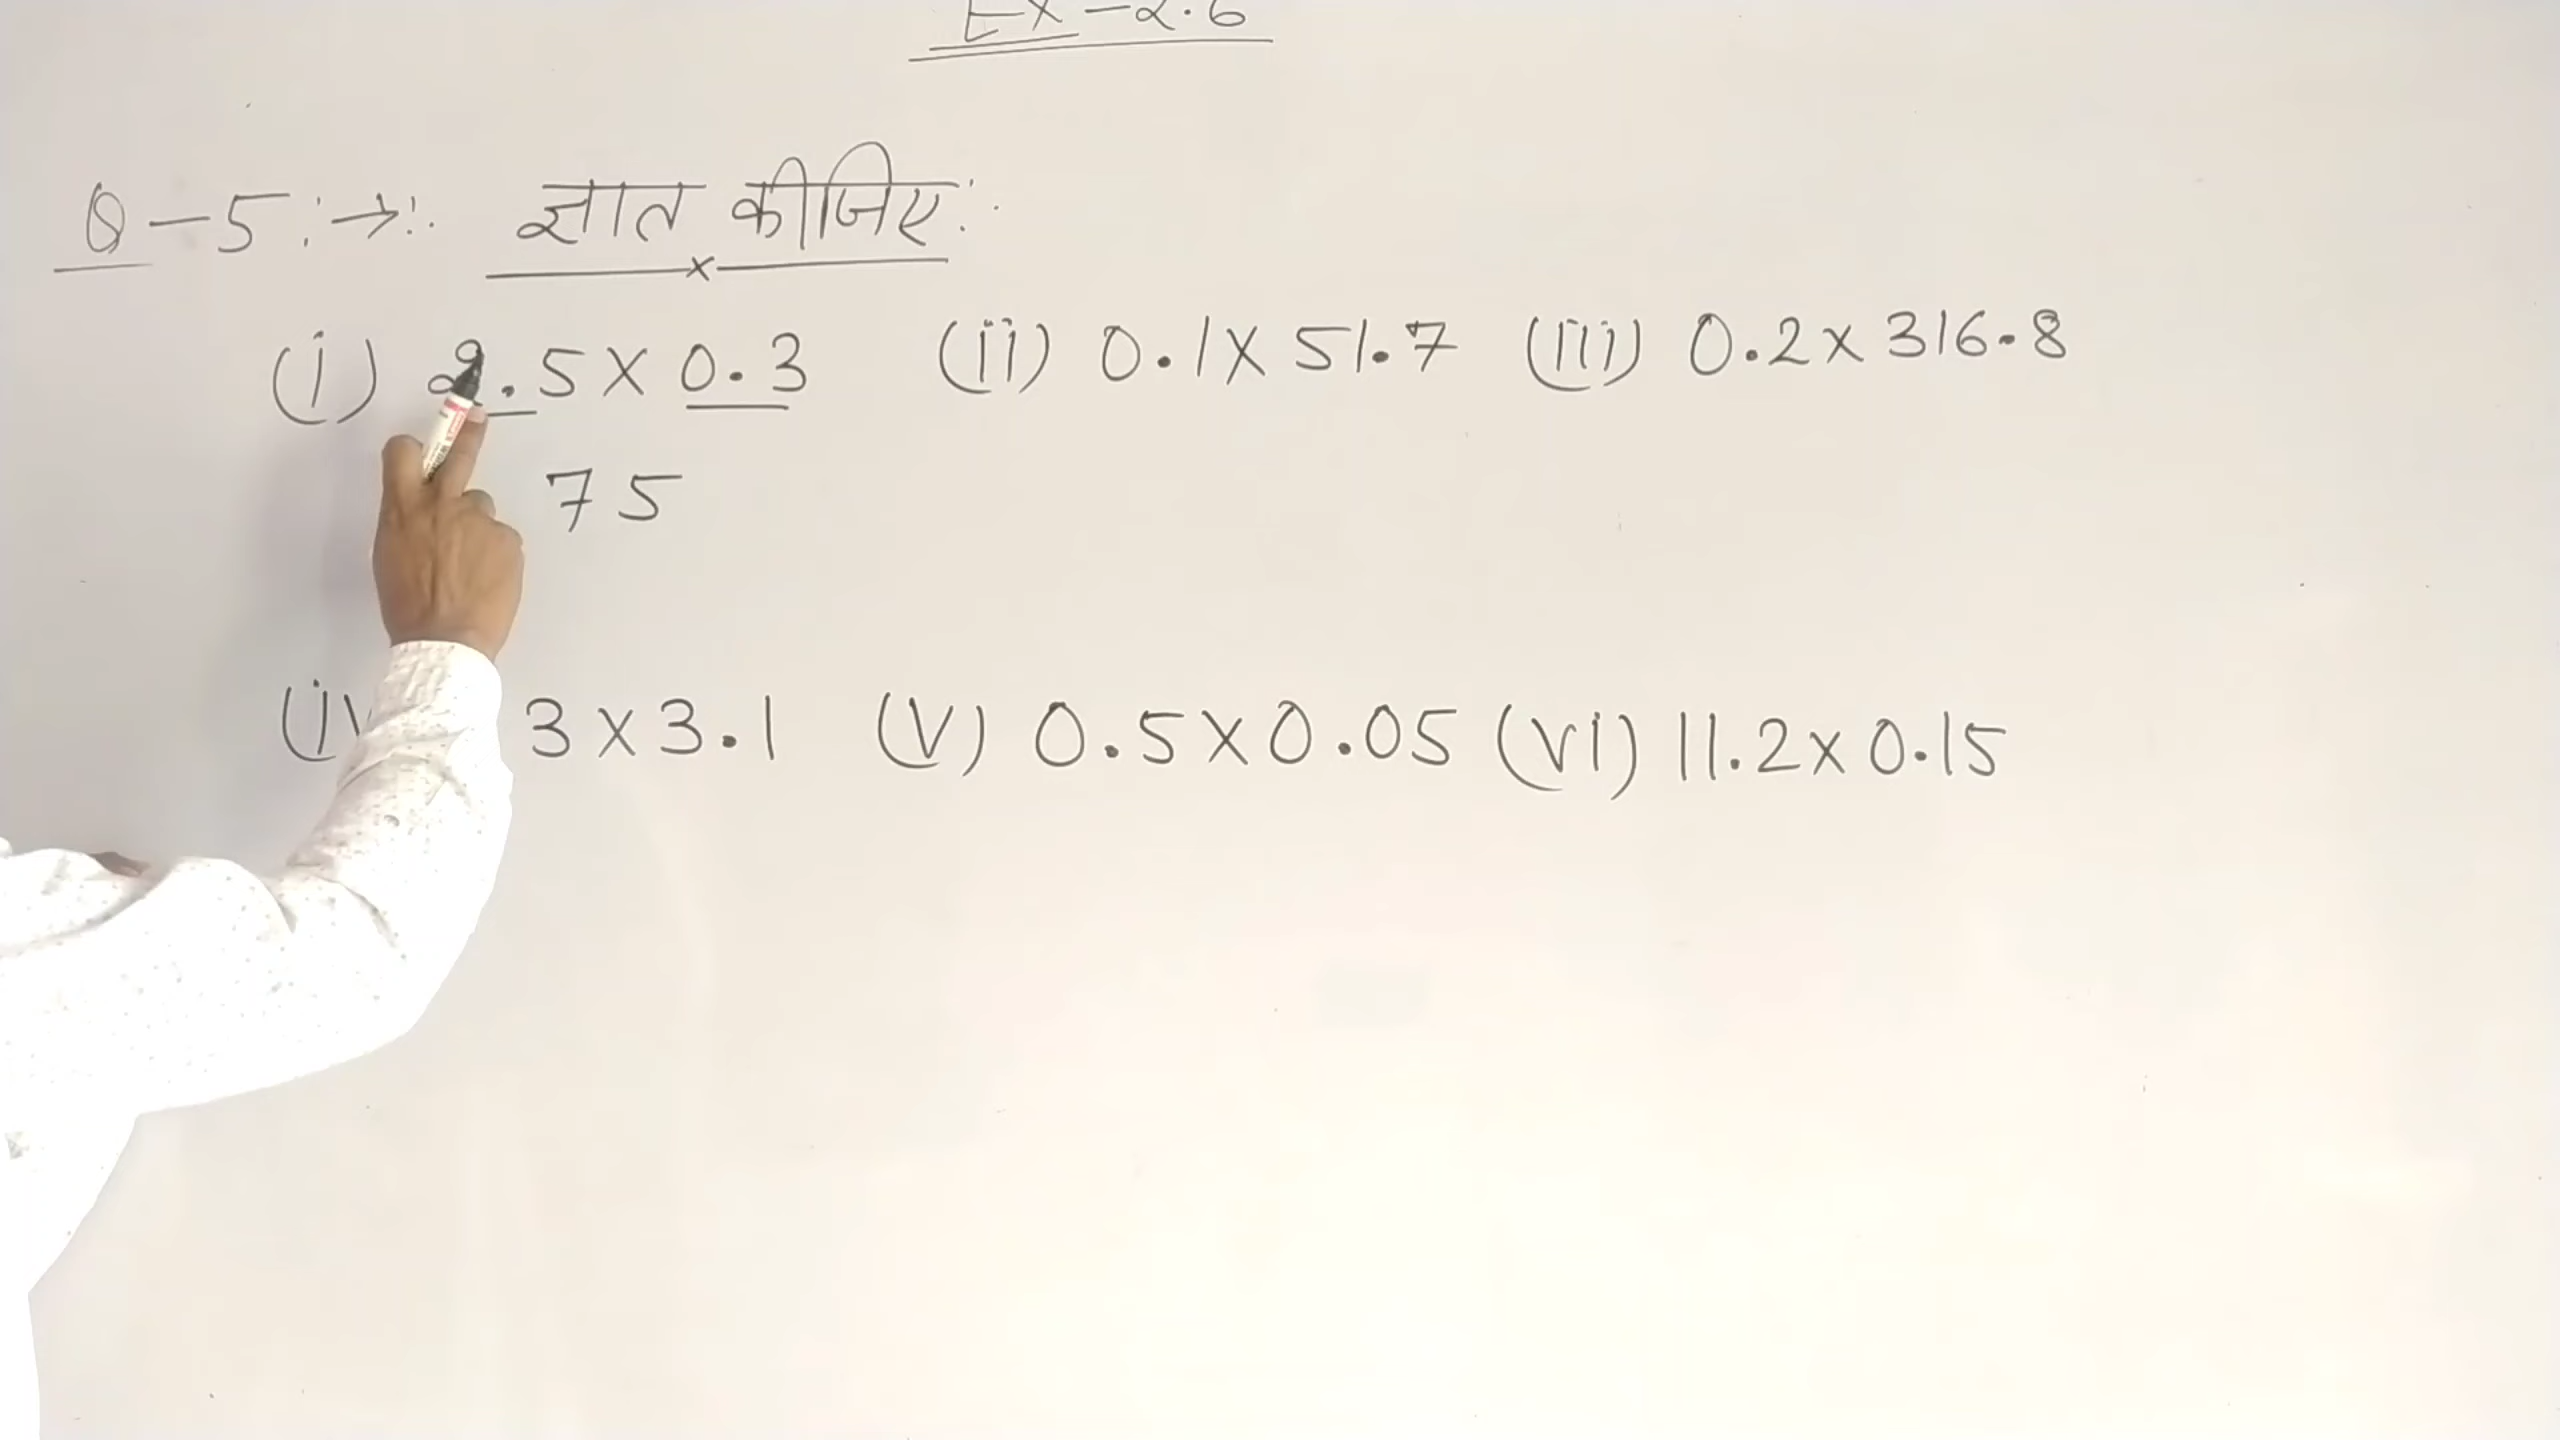 Ex-2.6
Q-5:→: ज्ञात कीजिए:
(i) 2.5 x 0.3 (ii) 0.1 x 51.7 (iii) 0.2 x 316.8
75
(iv 3 x 3.1 (v) 0.5 x 0.05 (vi) 11.2 x 0.15